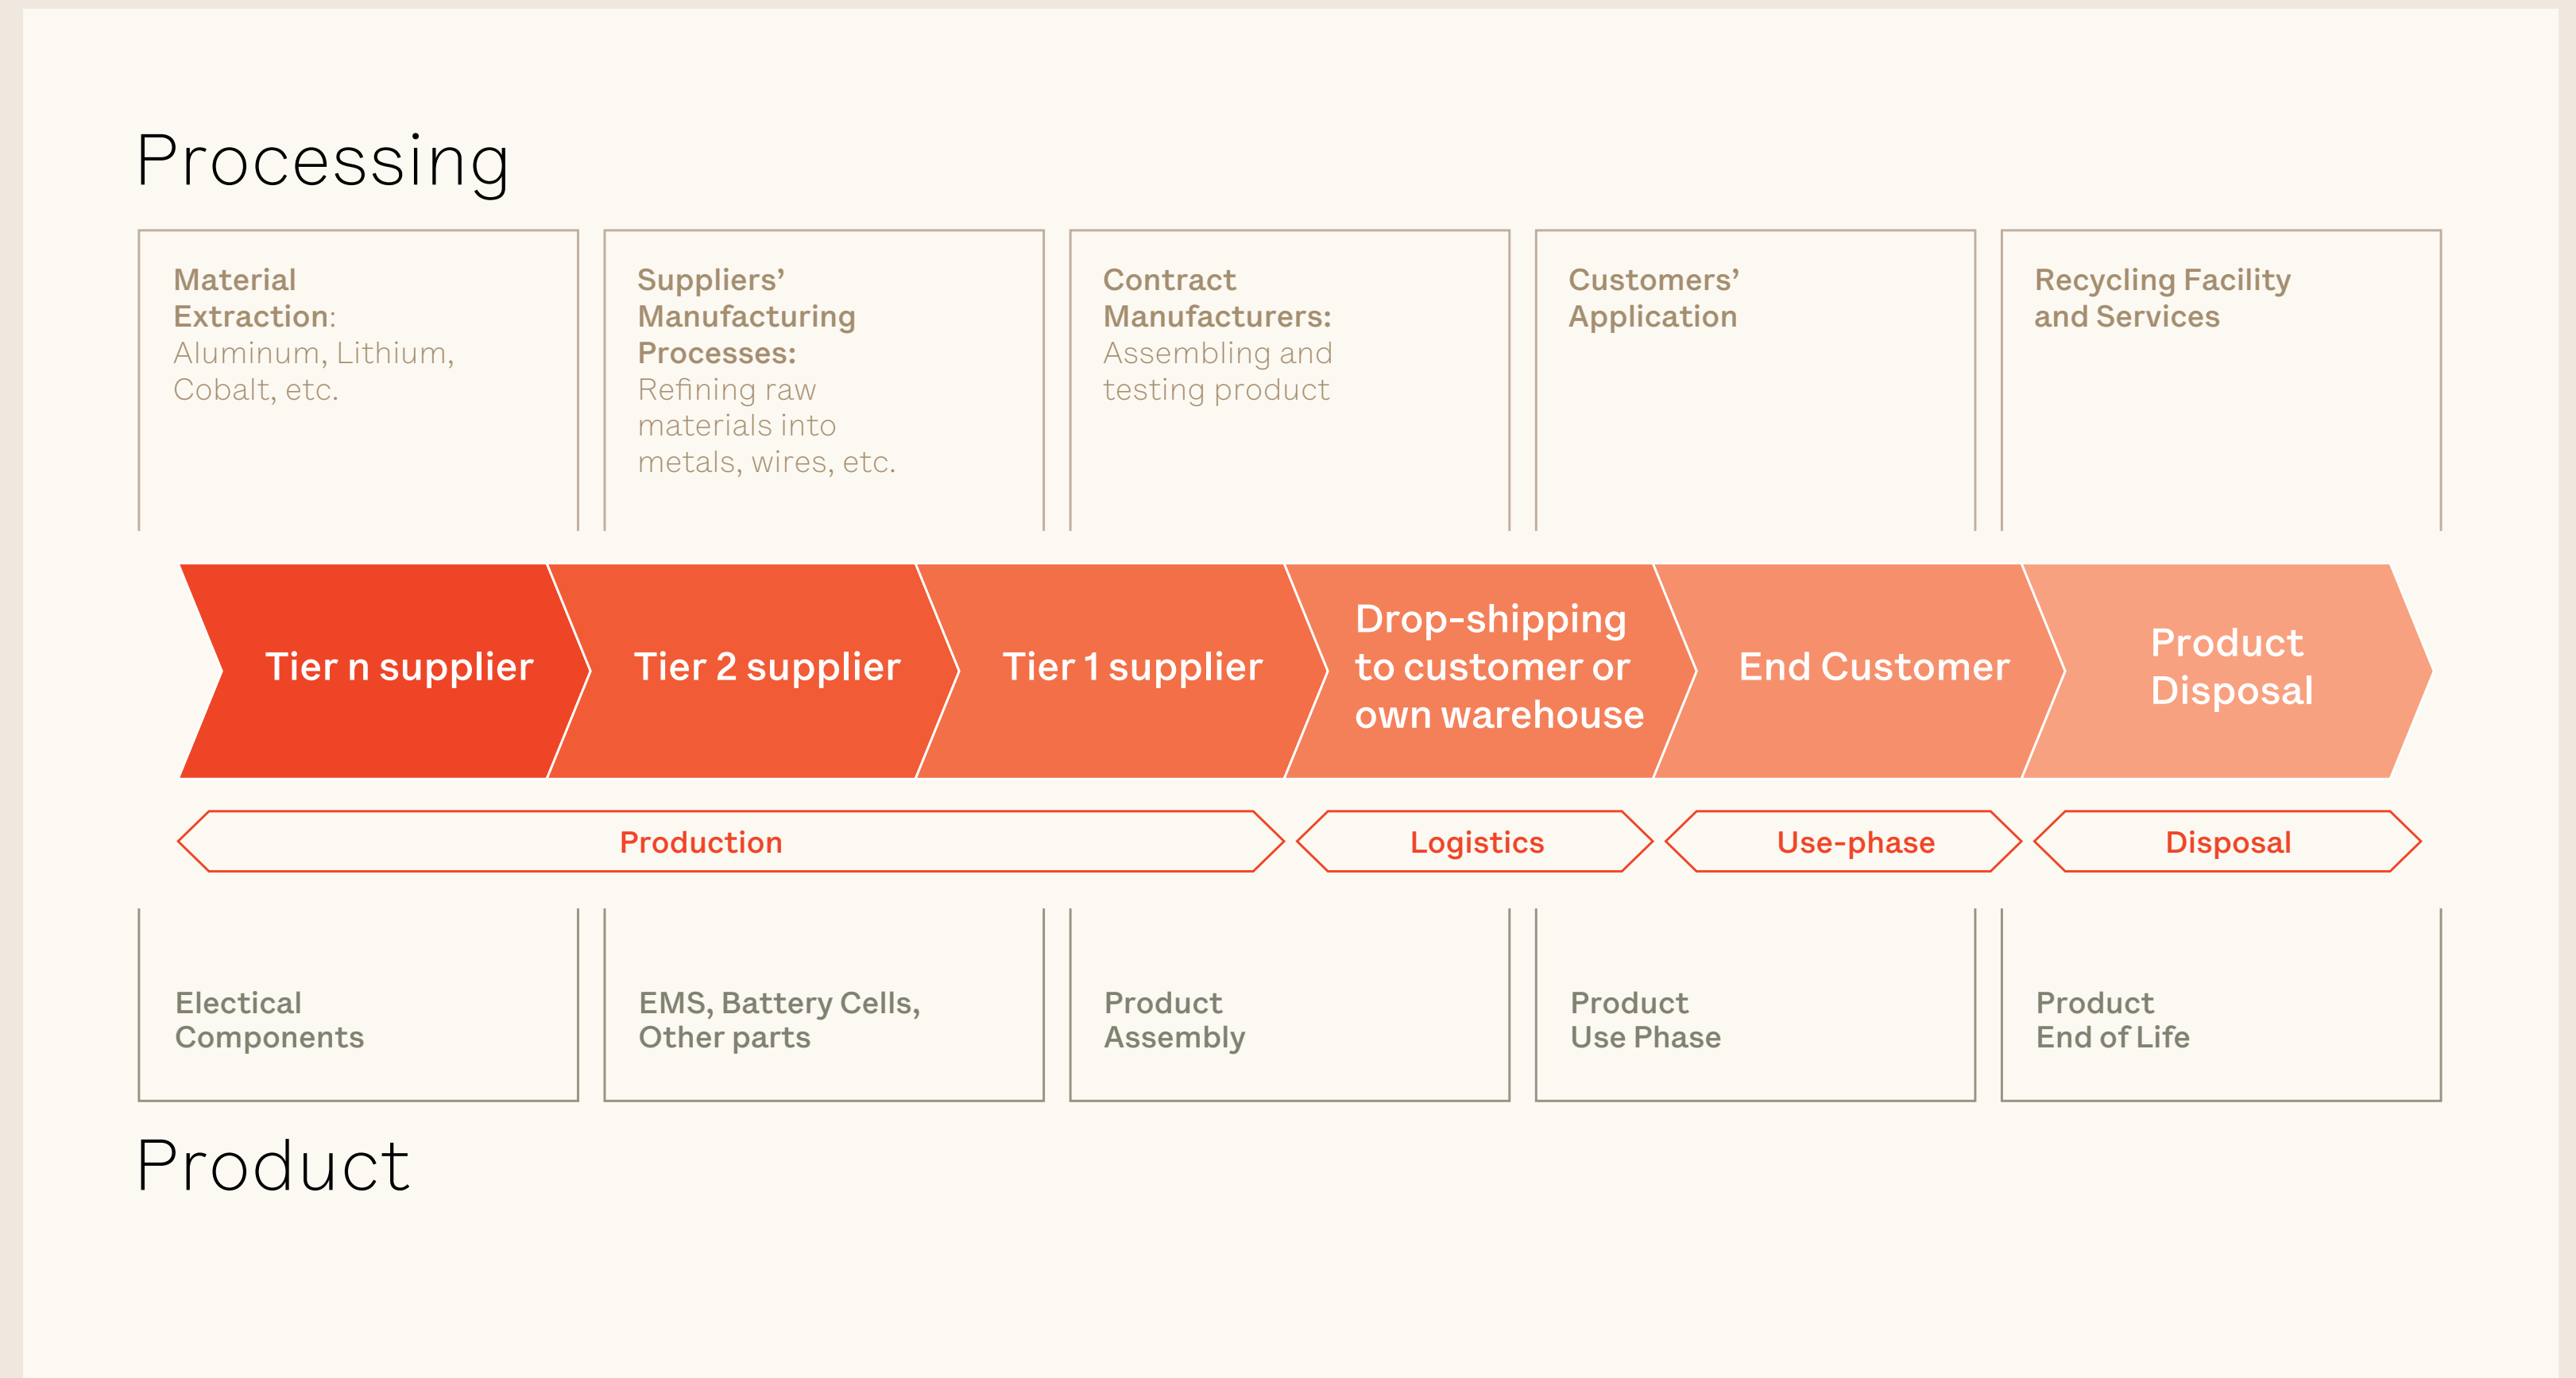 Processing
Material
Extraction:
Aluminum, Lithium,
Cobalt, etc.
Suppliers’
Manufacturing
Processes:
Refining raw
materials into
metals, wires, etc.
Contract
Manufacturers:
Assembling and
testing product
Customers’
Application
Recycling Facility
and Services
Tier n supplier
Tier 2 supplier
Tier 1 supplier
Drop-shipping
to customer or
own warehouse
End Customer
Product
Disposal
Production
Logistics
Use-phase
Disposal
Electical
Components
EMS, Battery Cells,
Other parts
Product
Assembly
Product
Use Phase
Product
End of Life
Product